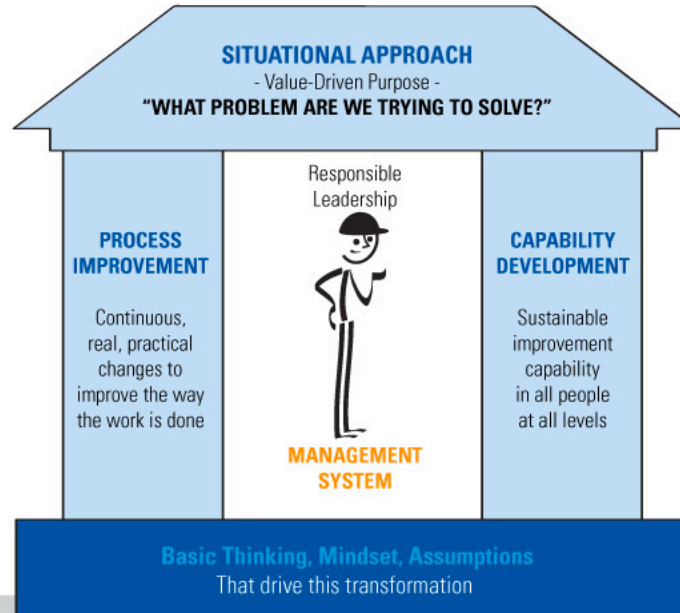 SITUATIONAL APPROACH
- Value-Driven Purpose -
“WHAT PROBLEM ARE WE TRYING TO SOLVE?”
Responsible
Leadership
PROCESS
IMPROVEMENT
Continuous,
real, practical
changes to
improve the way
the work is done
MANAGEMENT
SYSTEM
CAPABILITY
DEVELOPMENT
Sustainable
improvement
capability
in all people
at all levels
Basic Thinking, Mindset, Assumptions
That drive this transformation